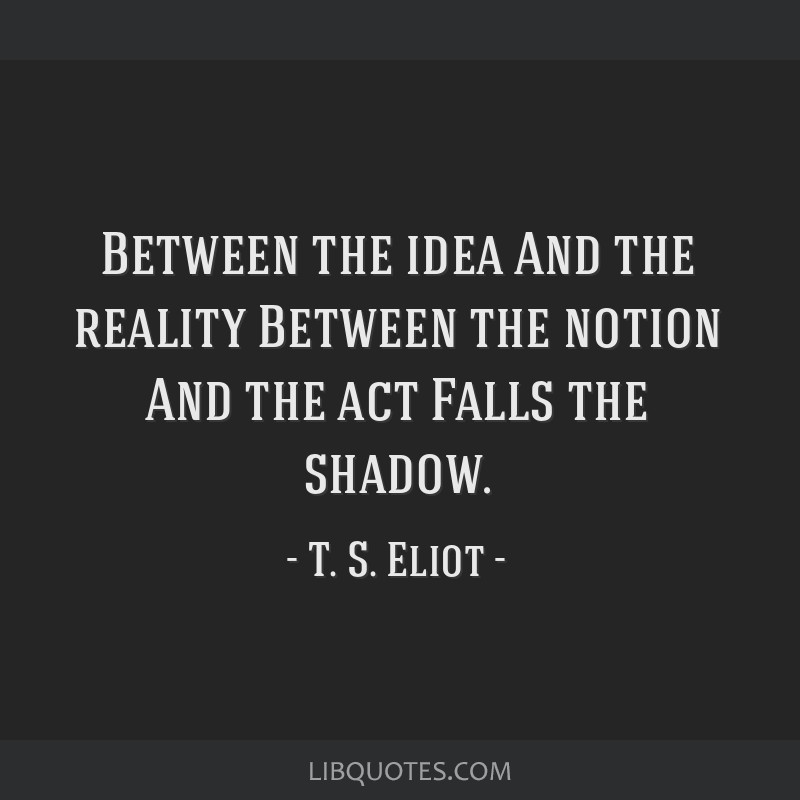 Between the idea And the
reality Between the notion
And the act Falls the
shadow.
- T. S. Eliot -
LIBQUOTES.COM